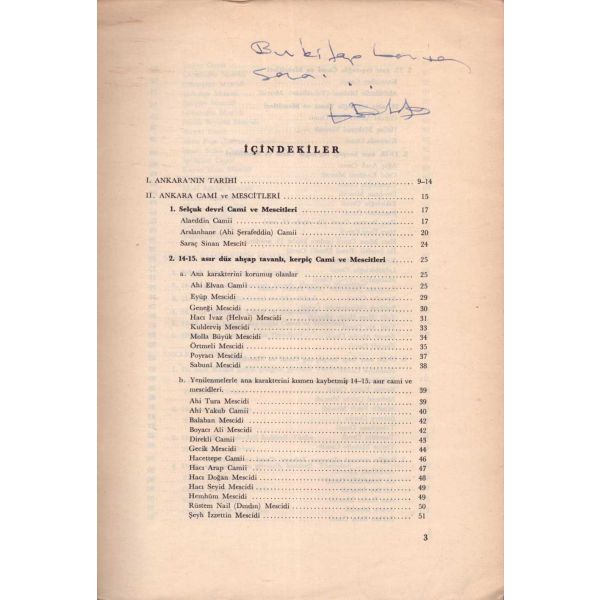 Bu kitap
Sana . . .
İÇİNDEKİLER
I. ANKARA'NIN TARİHİ 9-14
II. ANKARA CAMİ ve MESCİTLERİ 15
1. Selçuk devri Cami ve Mescitleri 17
Alaeddin Camii 17
Arslanhane (Ahi Şerafeddin) Camii 20
Saraç Sinan Mesciti 24
2. 14-15. asır düz ahşap tavanlı, kerpiç Cami ve Mescitleri 25
a. Ana karakterini korumuş olanlar 25
Ahi Elvan Camii 25
Eyüp Mescidi 29
Geneği Mescidi 30
Hacı İvaz (Helvai) Mescidi 31
Kulderviş Mescidi 33
Molla Büyük Mescidi 34
Örtmeli Mescidi 35
Poyracı Mescidi 37
Sabunî Mescidi 38
b. Yenilenmelerle ana karakterini kısmen kaybetmiş 14-15. asır cami ve
mescidleri. 39
Ahi Tura Mescidi 39
Ahi Yakub Camii 40
Balaban Mescidi 42
Boyacı Ali Mescidi 42
Direkli Camii 43
Gecik Mescidi 44
Hacettepe Camii 46
Hacı Arap Camii 47
Hacı Doğan Mescidi 48
Hacı Seyid Mescidi 49
Hemhüm Mescidi 49
Rüstem Nail (Dındın) Mescidi 50
Şeyh İzzettin Mescidi 51
3